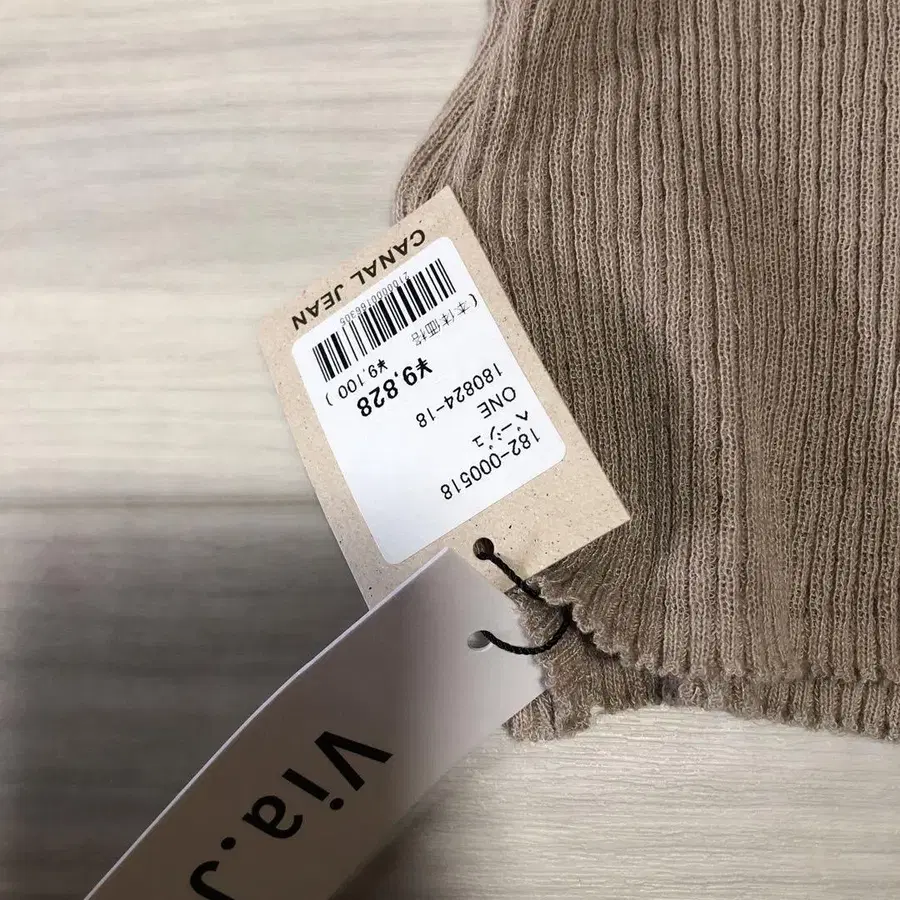 CANAL JEAN
182-000518
ベージュ
ONE
180824-18
¥9,828
(本体価格 ¥9,100)
2100000166305
Via.J